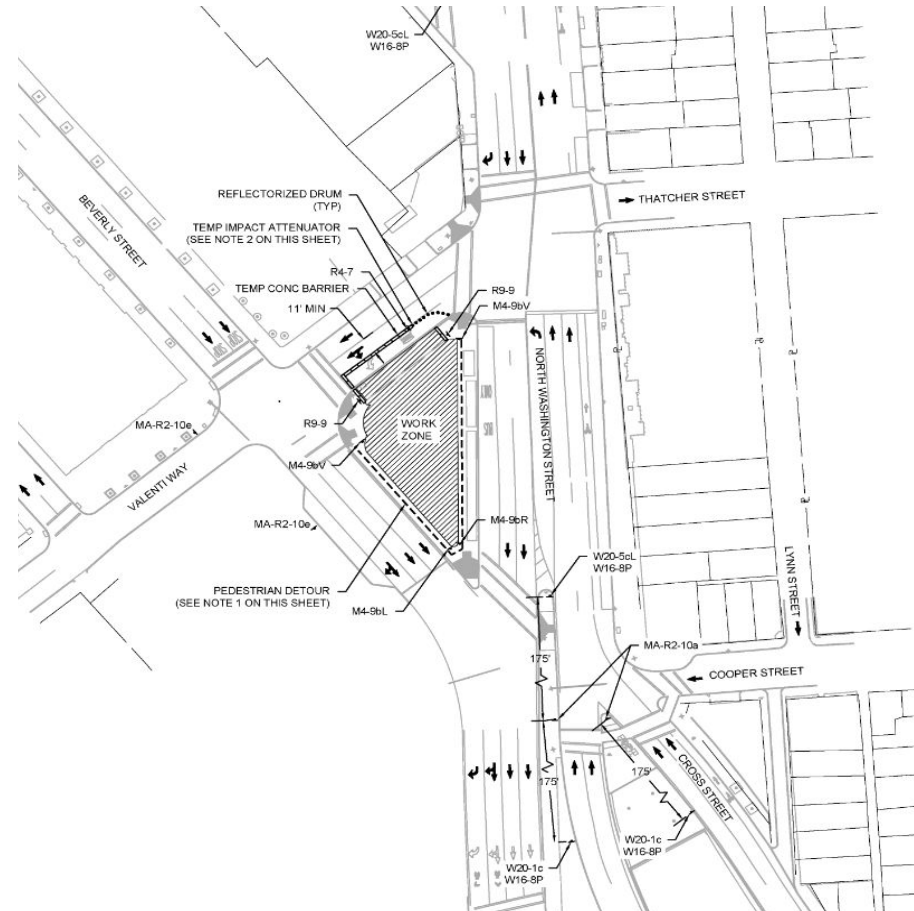 W20-5cL
W16-8P
REFLECTORIZED DRUM
(TYP)
THATCHER STREET
BEVERLY STREET
TEMP IMPACT ATTENUATOR
(SEE NOTE 2 ON THIS SHEET)
R4-7
TEMP CONC BARRIER
11' MIN
R9-9
M4-9bV
NORTH WASHINGTON STREET
ONLY
BUS
MA-R2-10e
R9-9
WORK
ZONE
M4-9bV
VALENTI WAY
MA-R2-10e
M4-9bR
W20-5cL
W16-8P
LYNN STREET
PEDESTRIAN DETOUR
(SEE NOTE 1 ON THIS SHEET)
M4-9bL
MA-R2-10a
175'
COOPER STREET
175'
175'
CROSS STREET
W20-1c
W16-8P
W20-1c
W16-8P